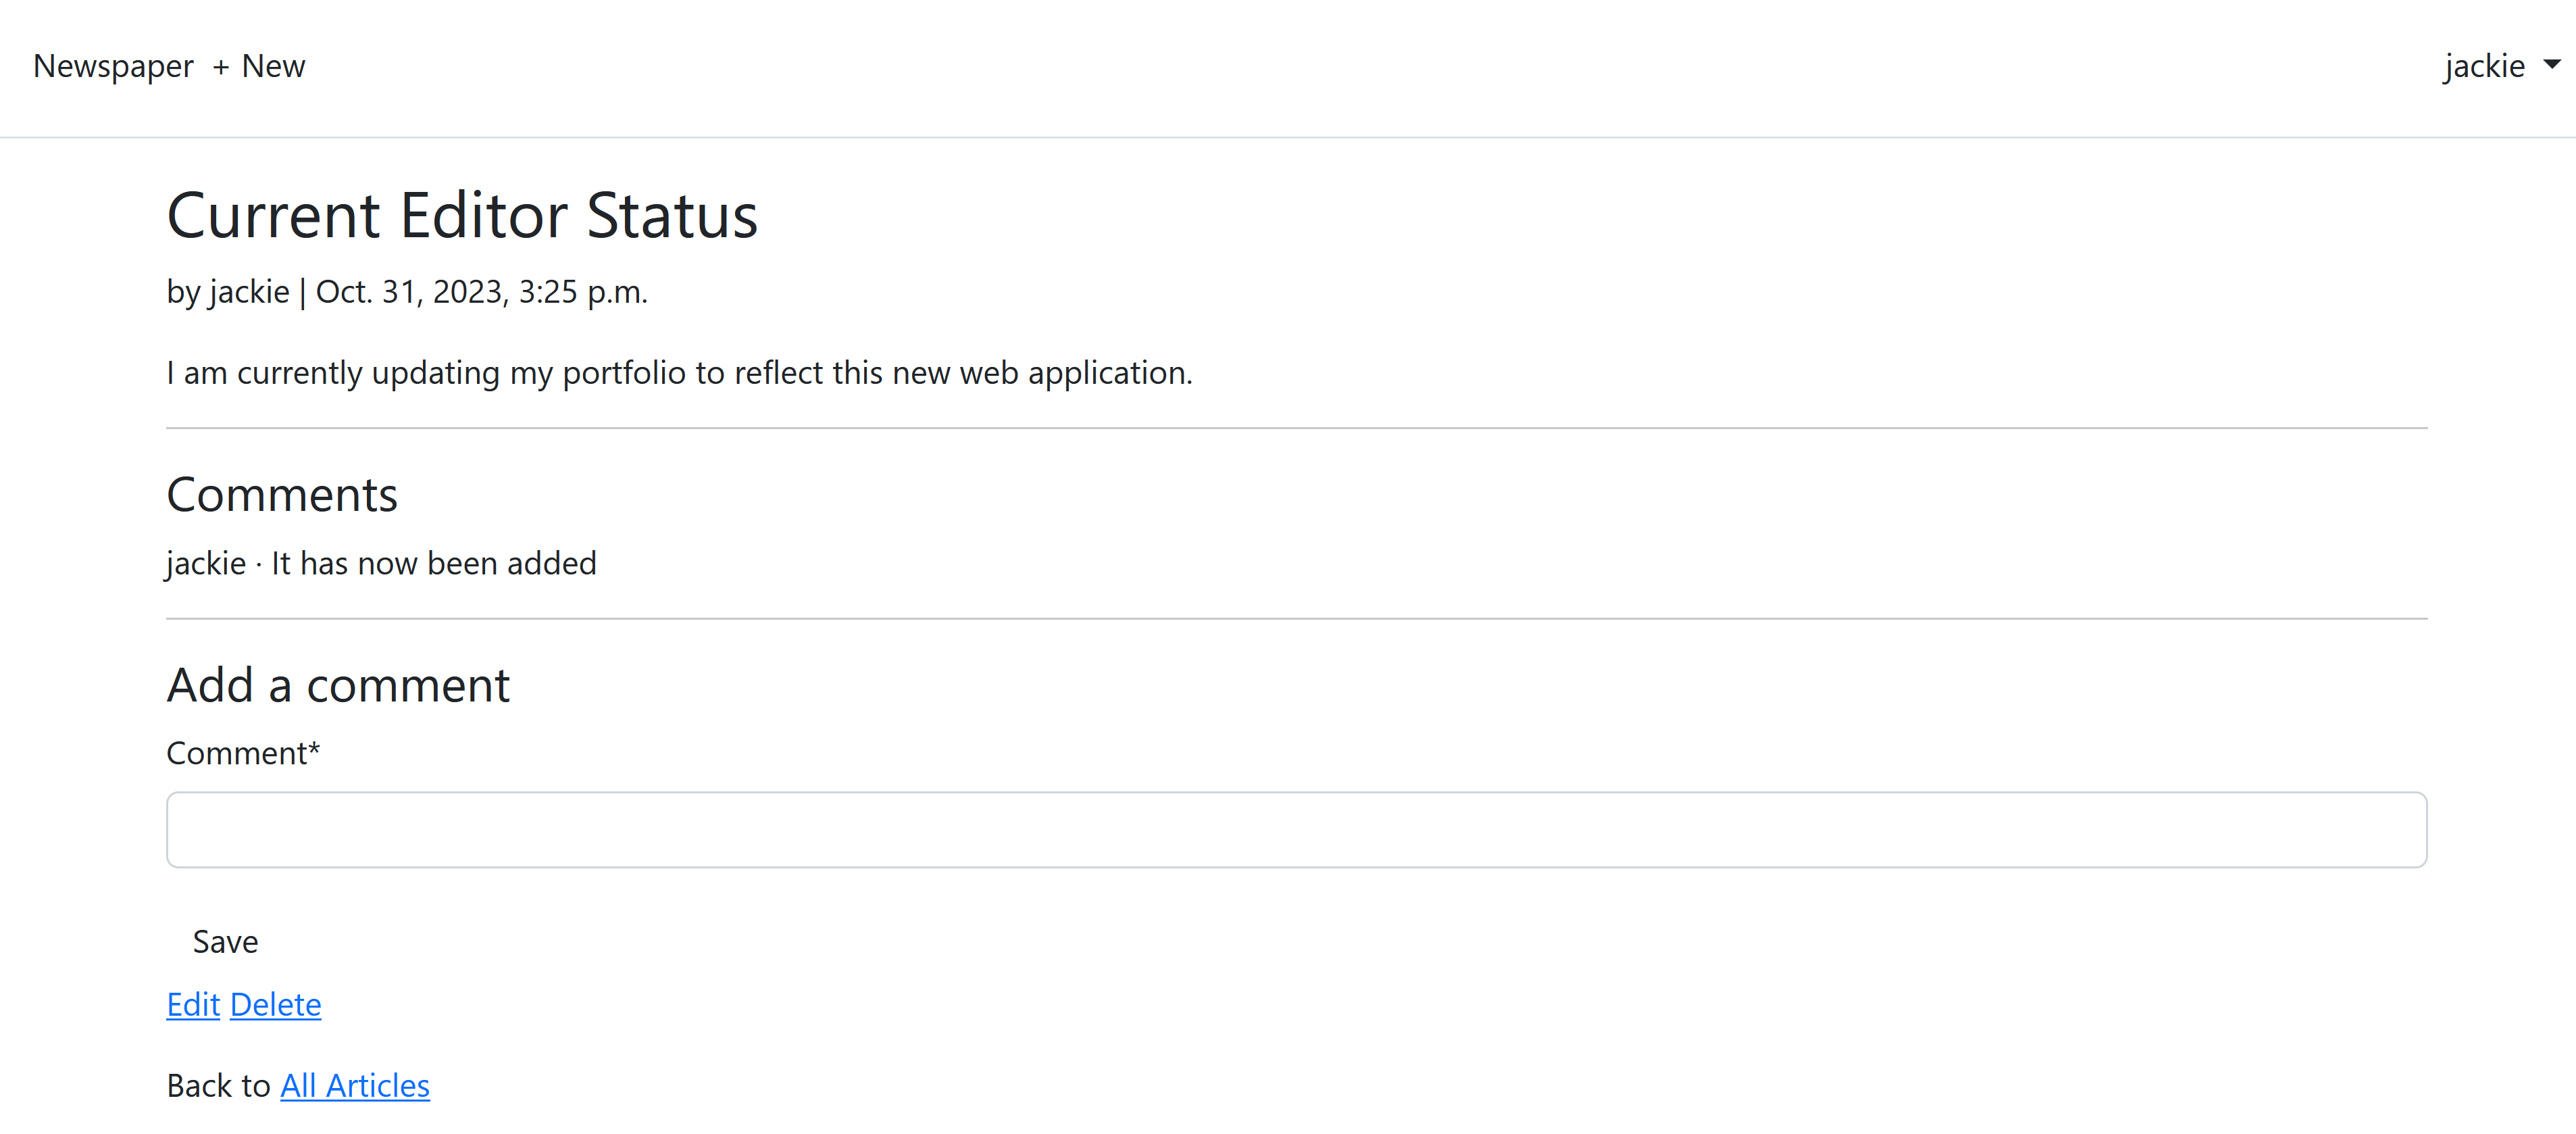 Newspaper + New jackie
Current Editor Status
by jackie | Oct. 31, 2023, 3:25 p.m.
I am currently updating my portfolio to reflect this new web application.
Comments
jackie · It has now been added
Add a comment
Comment*
Save
Edit Delete
Back to All Articles